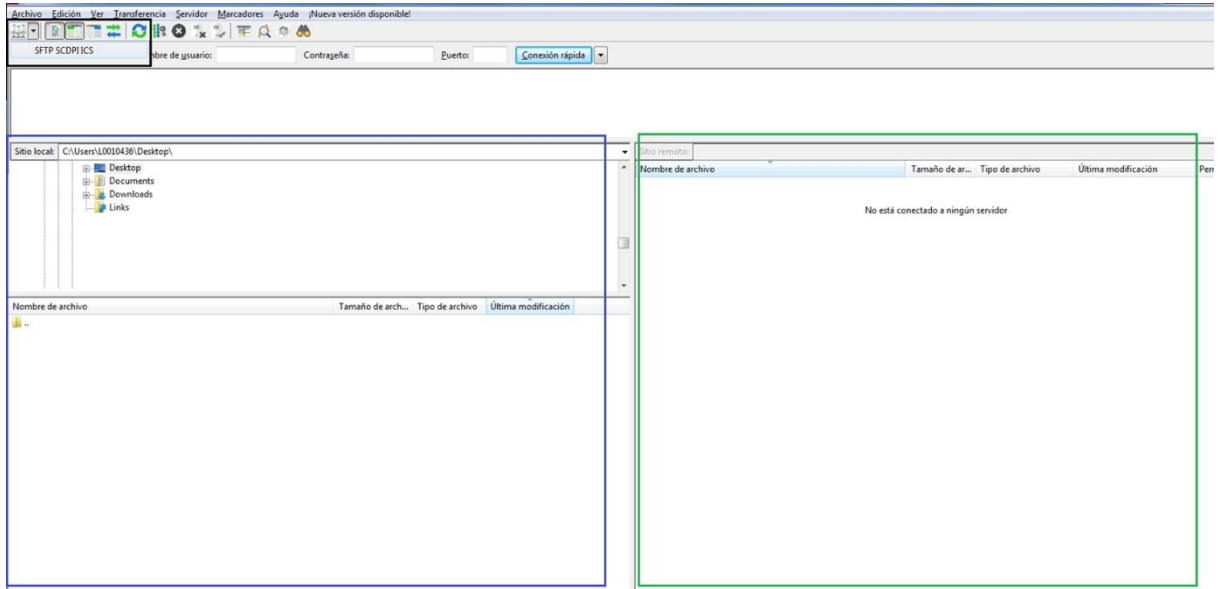 Archivo Edición Ver Transferencia Servidor Marcadores Ayuda ¡Nueva versión disponible!
SFTP SCDPI ICS
nbre de usuario: Contraseña: Puerto: Conexión rápida
Sitio local: C:\Users\L0010436\Desktop\
Desktop
Documents
Downloads
Links
Nombre de archivo Tamaño de arch... Tipo de archivo Última modificación
..
Sitio remoto:
Nombre de archivo Tamaño de ar... Tipo de archivo Última modificación Per
No está conectado a ningún servidor